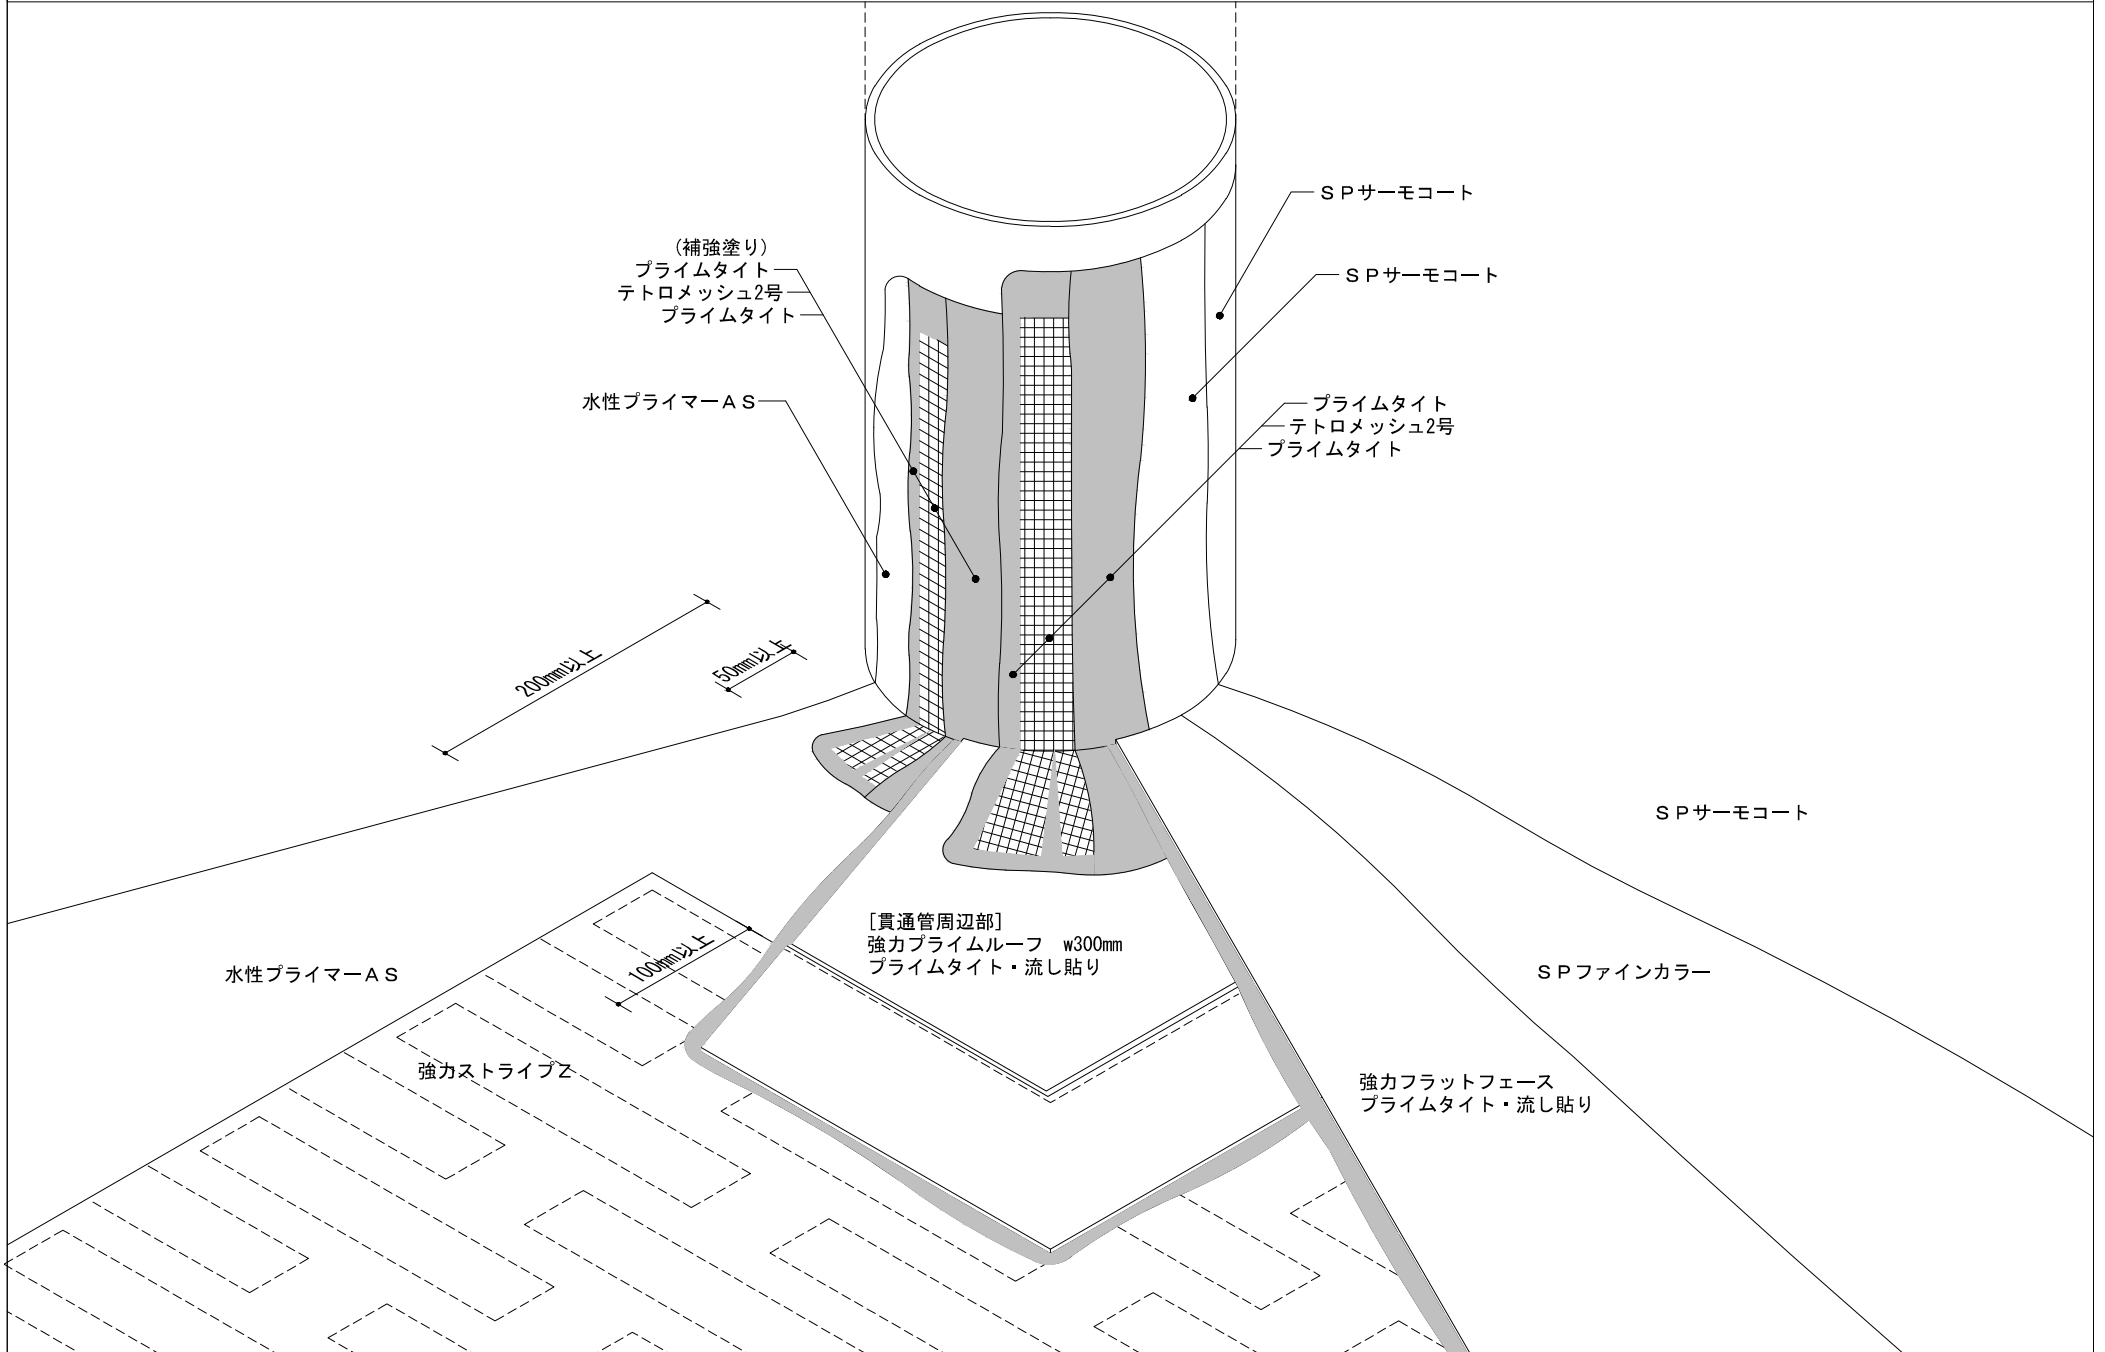 ＳＰサーモコート
(補強塗り)
プライムタイト
テトロメッシュ2号
プライムタイト
ＳＰサーモコート
水性プライマーＡＳ
プライムタイト
テトロメッシュ2号
プライムタイト
200mm以上
50mm以上
ＳＰサーモコート
[貫通管周辺部]
強力プライムルーフ　w300mm
プライムタイト・流し貼り
100mm以上
水性プライマーＡＳ
ＳＰファインカラー
強力ストライプＺ
強力フラットフェース
プライムタイト・流し貼り